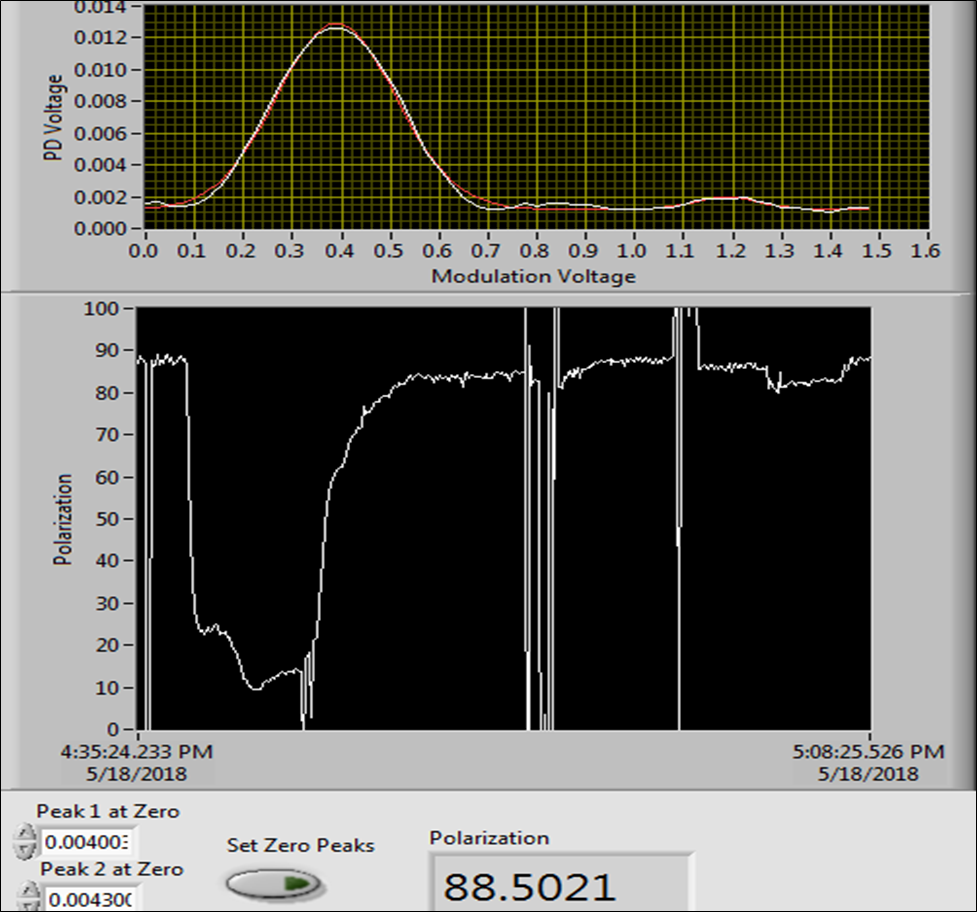 0.014
0.012
0.010
0.008
0.006
0.004
0.002
0.000
PD Voltage
0.0 0.1 0.2 0.3 0.4 0.5 0.6 0.7 0.8 0.9 1.0 1.1 1.2 1.3 1.4 1.5 1.6
Modulation Voltage
100
90
80
70
60
50
40
30
20
10
0
Polarization
4:35:24.233 PM 5:08:25.526 PM
5/18/2018 5/18/2018
Peak 1 at Zero
0.00400
Set Zero Peaks
Polarization
Peak 2 at Zero
88.5021
0.00430